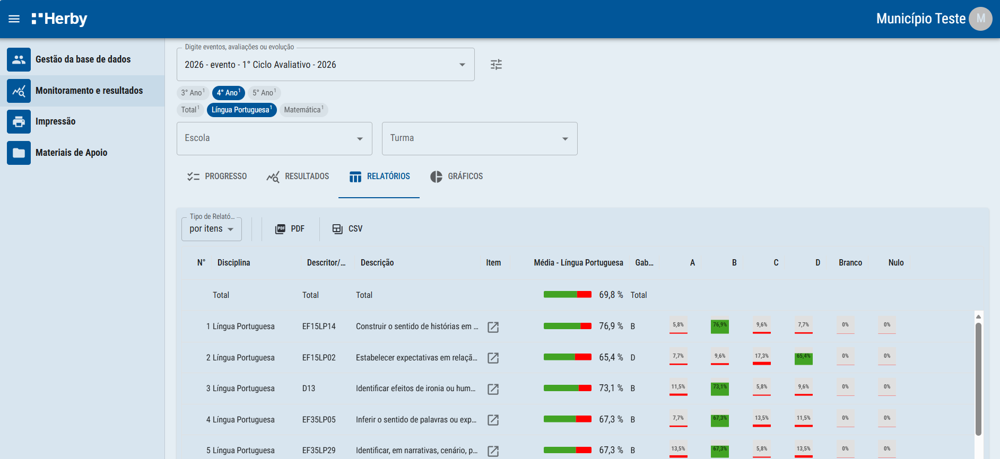 Herby
Município Teste
M
Gestão da base de dados
Monitoramento e resultados
Impressão
Materiais de Apoio
Digite eventos, avaliações ou evolução
2026 - evento - 1° Ciclo Avaliativo - 2026
3° Ano1 4° Ano1 5° Ano1
Total1 Língua Portuguesa1 Matemática1
Escola Turma
PROGRESSO RESULTADOS RELATÓRIOS GRÁFICOS
Tipo de Relató...
por itens PDF PDF CSV
N° Disciplina Descritor/... Descrição Item Média - Língua Portuguesa Gab... A B C D Branco Nulo
Total Total Total 69,8 % Total
1 Língua Portuguesa EF15LP14 Construir o sentido de histórias em ... 76,9 % B 5,8% 76,9% 9,6% 7,7% 0% 0%
2 Língua Portuguesa EF15LP02 Estabelecer expectativas em relaçã... 65,4 % D 7,7% 9,6% 17,3% 65,4% 0% 0%
3 Língua Portuguesa D13 Identificar efeitos de ironia ou hum... 73,1 % B 11,5% 73,1% 5,8% 9,6% 0% 0%
4 Língua Portuguesa EF35LP05 Inferir o sentido de palavras ou exp... 67,3 % B 7,7% 67,3% 13,5% 11,5% 0% 0%
5 Língua Portuguesa EF35LP29 Identificar, em narrativas, cenário, p... 67,3 % B 13,5% 67,3% 5,8% 13,5% 0% 0%